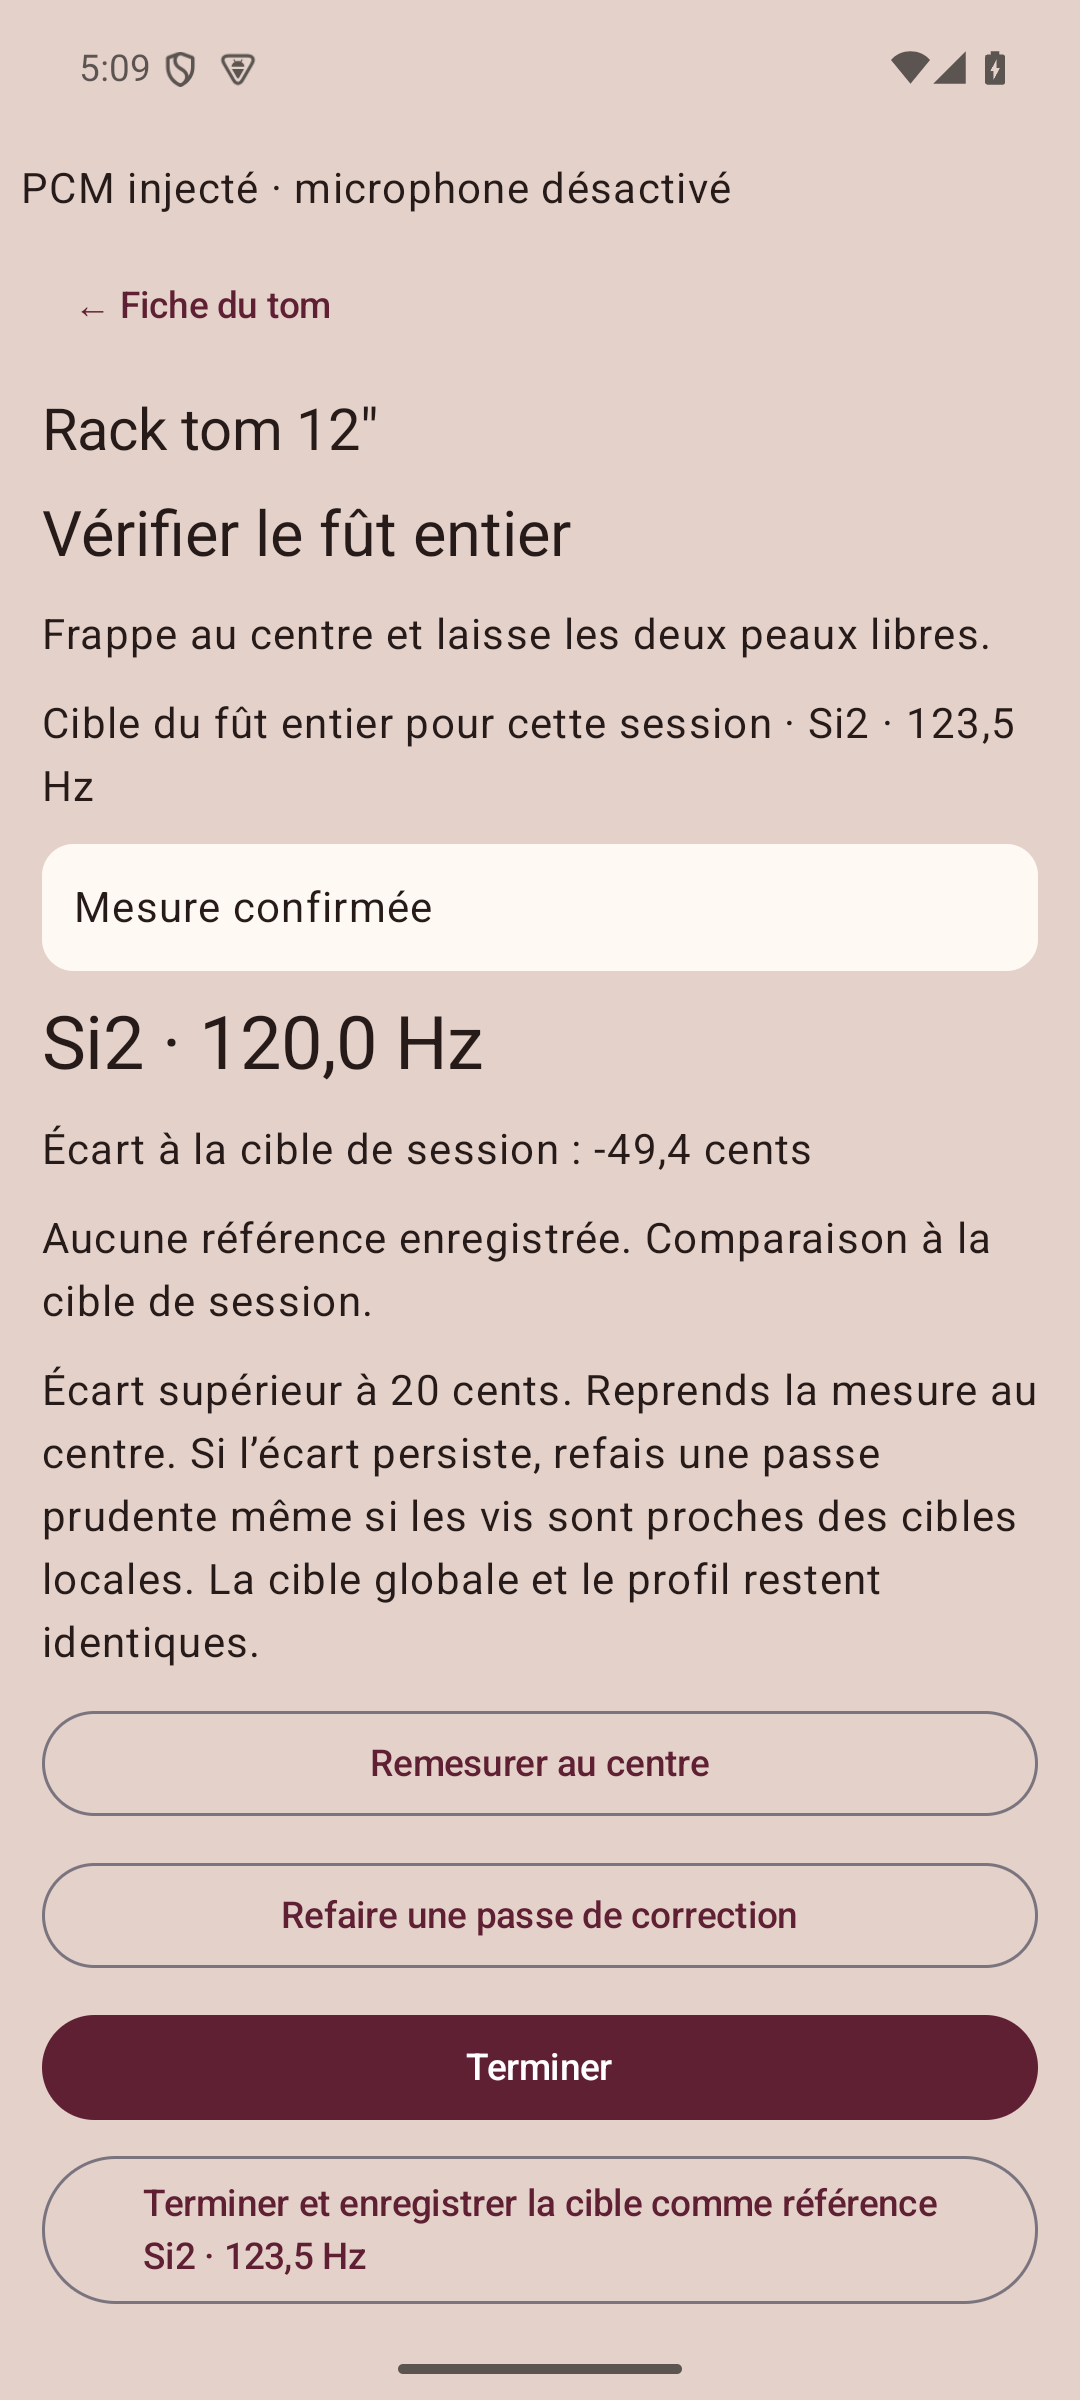 5:09
PCM injecté · microphone désactivé
← Fiche du tom
Rack tom 12"
Vérifier le fût entier
Frappe au centre et laisse les deux peaux libres.
Cible du fût entier pour cette session · Si2 · 123,5
Hz
Mesure confirmée
Si2 · 120,0 Hz
Écart à la cible de session : -49,4 cents
Aucune référence enregistrée. Comparaison à la
cible de session.
Écart supérieur à 20 cents. Reprends la mesure au
centre. Si l’écart persiste, refais une passe
prudente même si les vis sont proches des cibles
locales. La cible globale et le profil restent
identiques.
Remesurer au centre
Refaire une passe de correction
Terminer
Terminer et enregistrer la cible comme référence
Si2 · 123,5 Hz